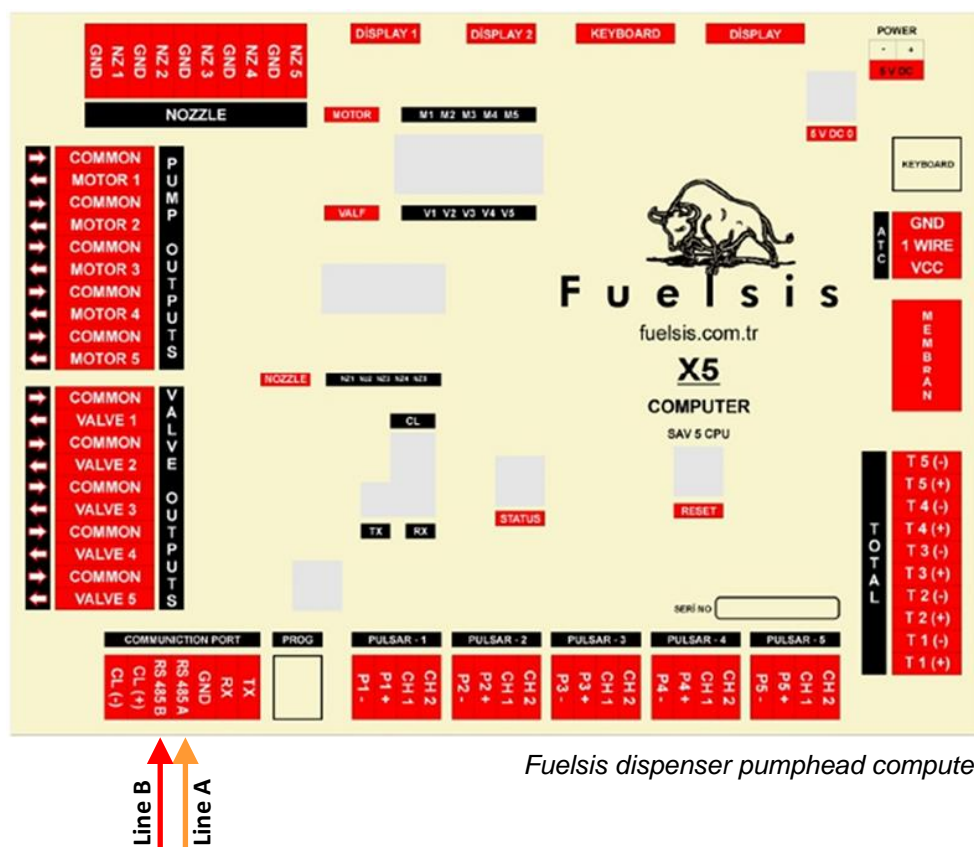 GND
NZ 1
GND
NZ 2
GND
NZ 3
GND
NZ 4
GND
NZ 5
NOZZLE
DİSPLAY 1
DİSPLAY 2
KEYBOARD
DİSPLAY
POWER
- +
6 V DC
MOTOR
M1 M2 M3 M4 M5
6 V DC 0
KEYBOARD
COMMON
MOTOR 1
COMMON
MOTOR 2
COMMON
MOTOR 3
COMMON
MOTOR 4
COMMON
MOTOR 5
PUMP OUTPUTS
VALF
V1 V2 V3 V4 V5
Fuelsis
fuelsis.com.tr
X5
COMPUTER
SAV 5 CPU
ATC
GND
1 WIRE
VCC
MEMBRAN
NOZZLE
NZ1 NZ2 NZ3 NZ4 NZ5
COMMON
VALVE 1
COMMON
VALVE 2
COMMON
VALVE 3
COMMON
VALVE 4
COMMON
VALVE 5
VALVE OUTPUTS
CL
TX
RX
STATUS
RESET
TOTAL
T 5 (-)
T 5 (+)
T 4 (-)
T 4 (+)
T 3 (-)
T 3 (+)
T 2 (-)
T 2 (+)
T 1 (-)
T 1 (+)
SERİ NO
COMMUNICTION PORT
CL (-)
CL (+)
RS 485 B
RS 485 A
GND
RX
TX
PROG
PULSAR - 1
P1 -
P1 +
CH 1
CH 2
PULSAR - 2
P2 -
P2 +
CH 1
CH 2
PULSAR - 3
P3 -
P3 +
CH 1
CH 2
PULSAR - 4
P4 -
P4 +
CH 1
CH 2
PULSAR - 5
P5 -
P5 +
CH 1
CH 2
Line B
Line A
Fuelsis dispenser pumphead compute